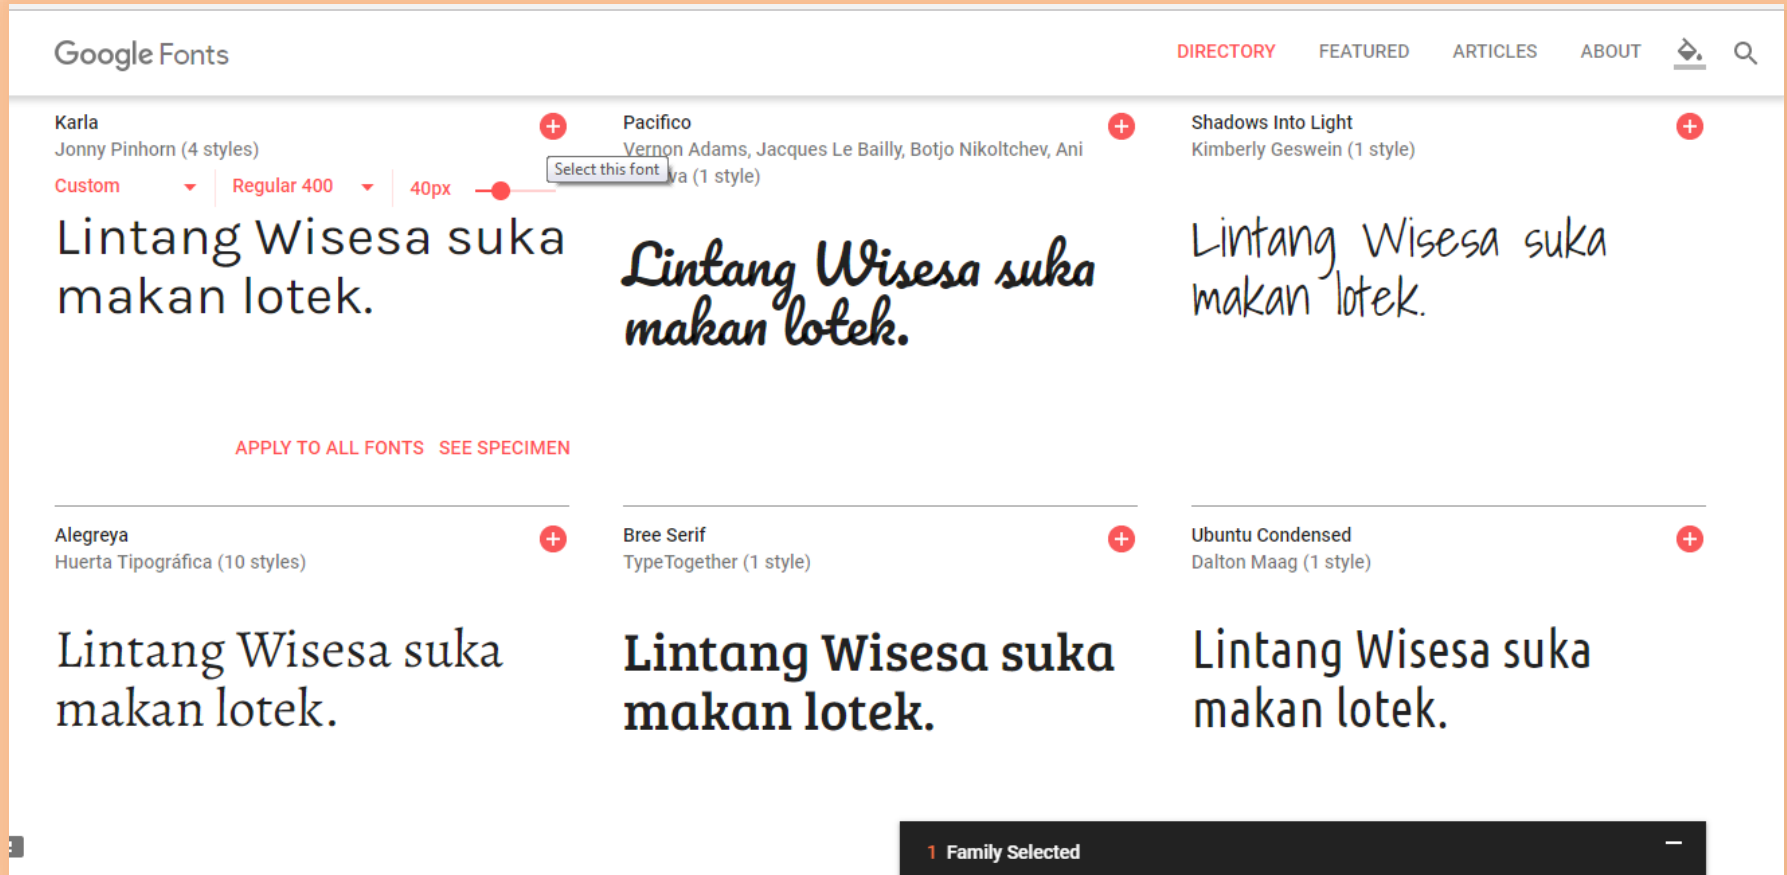 Google Fonts
DIRECTORY FEATURED ARTICLES ABOUT
Karla
Jonny Pinhorn (4 styles)
Custom Regular 400 40px
Select this font
Lintang Wisesa suka
makan lotek.
APPLY TO ALL FONTS SEE SPECIMEN
Pacifico
Vernon Adams, Jacques Le Bailly, Botjo Nikoltchev, Ani
va (1 style)
Lintang Wisesa suka
makan lotek.
Shadows Into Light
Kimberly Geswein (1 style)
Lintang Wisesa suka
makan lotek.
Alegreya
Huerta Tipográfica (10 styles)
Lintang Wisesa suka
makan lotek.
Bree Serif
TypeTogether (1 style)
Lintang Wisesa suka
makan lotek.
Ubuntu Condensed
Dalton Maag (1 style)
Lintang Wisesa suka
makan lotek.
1 Family Selected